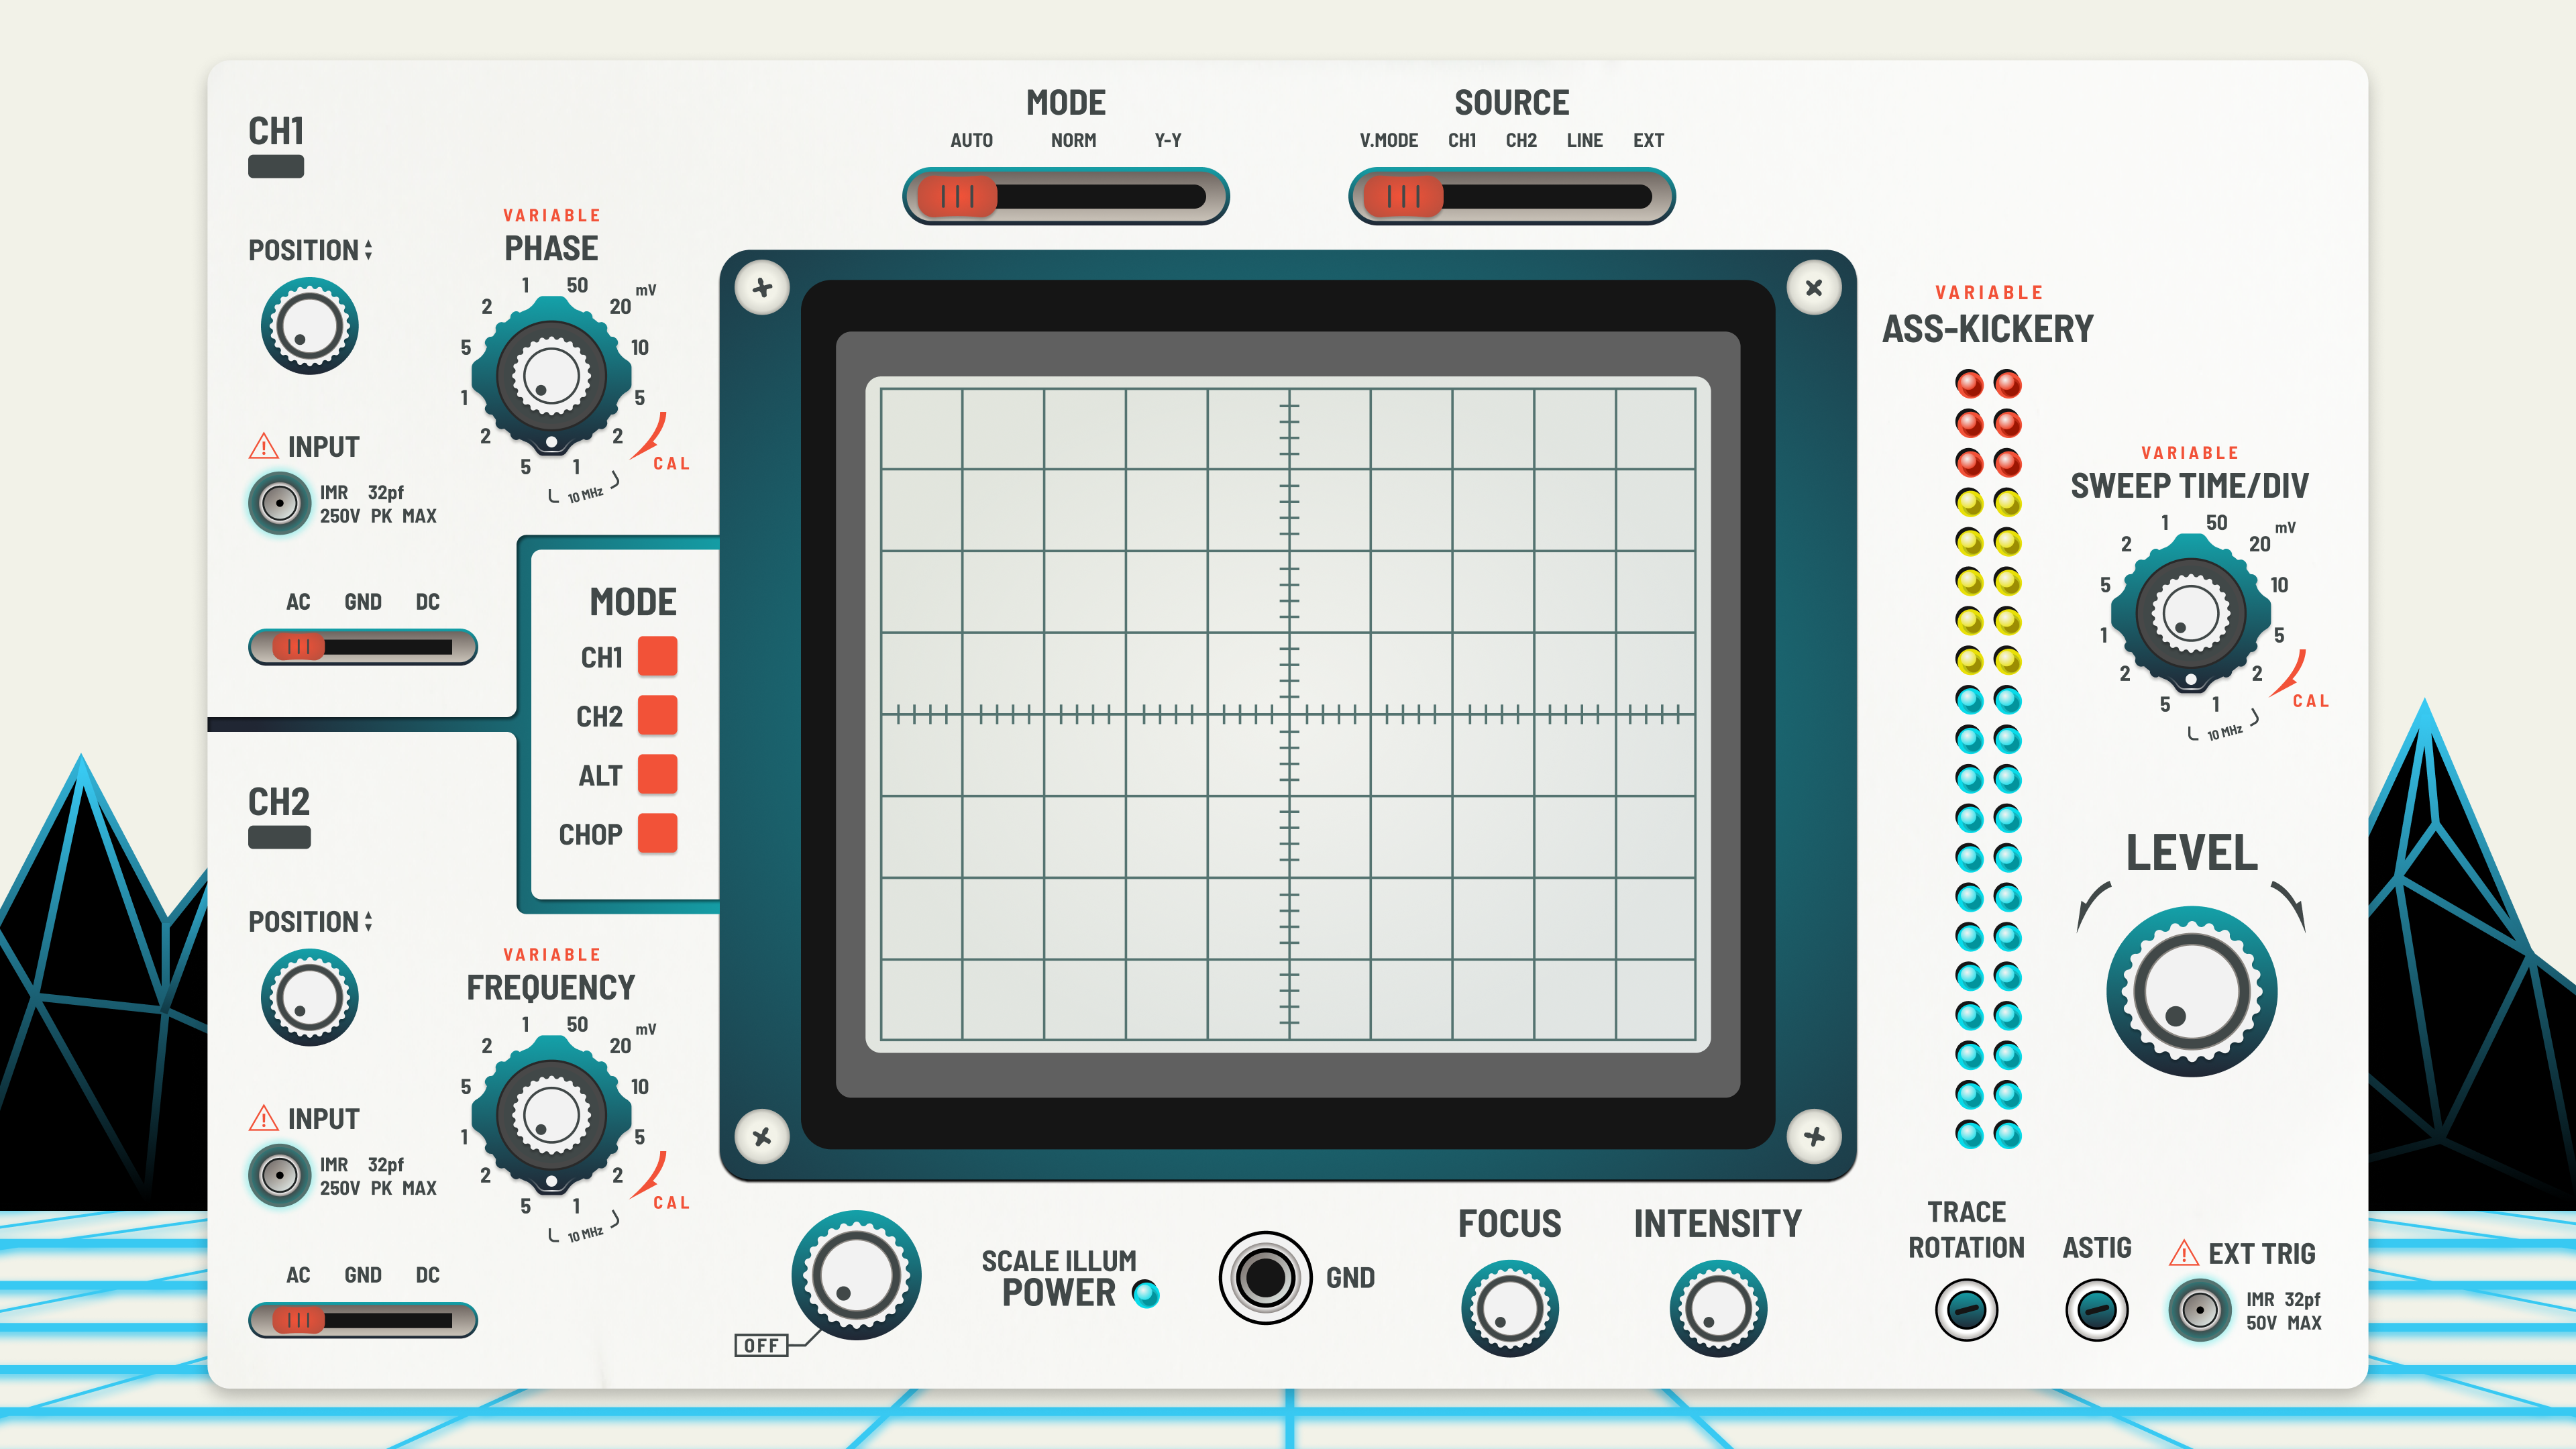 CH1
POSITION
INPUT
IMR 32pf
250V PK MAX
AC GND DC
VARIABLE
PHASE
1 50 mV
2 20
5 10
1 5
2 2
5 1
CAL
10 MHz
MODE
AUTO NORM Y-Y
SOURCE
V.MODE CH1 CH2 LINE EXT
MODE
CH1
CH2
ALT
CHOP
CH2
POSITION
INPUT
IMR 32pf
250V PK MAX
AC GND DC
VARIABLE
FREQUENCY
1 50 mV
2 20
5 10
1 5
2 2
5 1
CAL
10 MHz
VARIABLE
ASS-KICKERY
VARIABLE
SWEEP TIME/DIV
1 50 mV
2 20
5 10
1 5
2 2
5 1
CAL
10 MHz
LEVEL
OFF
SCALE ILLUM
POWER
GND
FOCUS
INTENSITY
TRACE
ROTATION
ASTIG
EXT TRIG
IMR 32pf
50V MAX